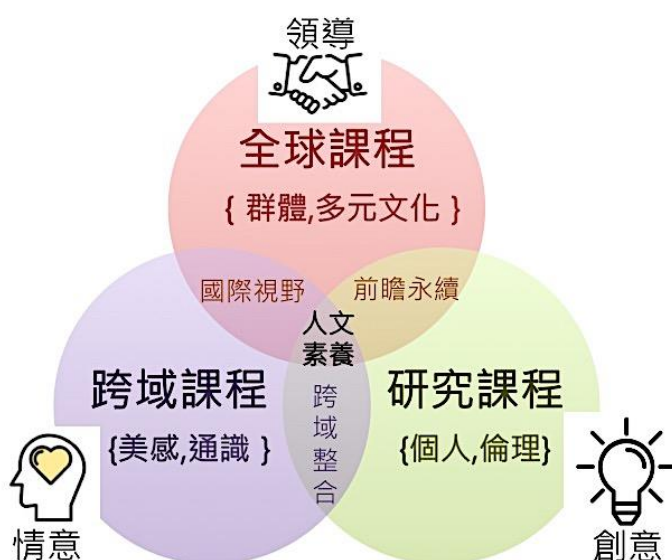 領導
全球課程
{ 群體,多元文化 }
國際視野
前瞻永續
人文
素養
跨域課程
{美感,通識 }
跨域整合
研究課程
{個人,倫理}
情意
創意